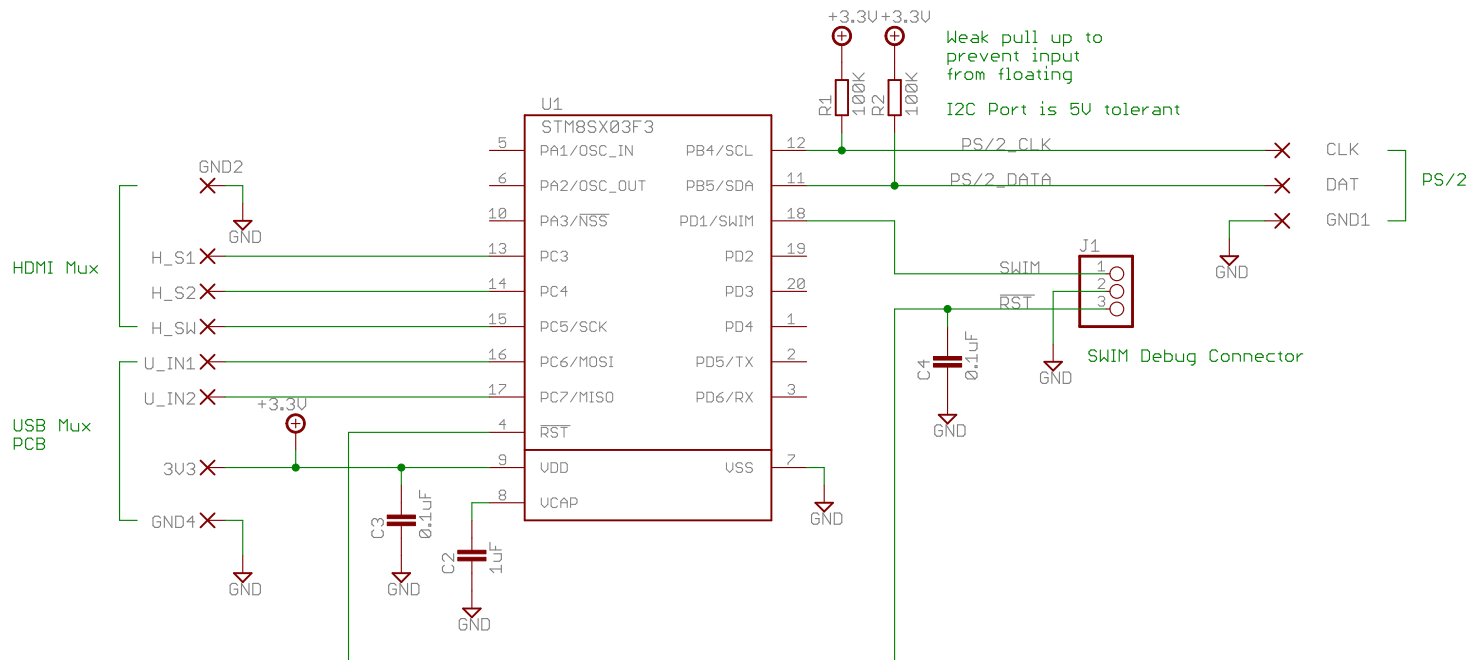 +3.3V +3.3V
Weak pull up to
prevent input
from floating
I2C Port is 5V tolerant
R1 100K R2 100K
U1
STM8SX03F3
5 PA1/OSC_IN PB4/SCL 12 PS/2_CLK CLK
GND2
6 PA2/OSC_OUT PB5/SDA 11 PS/2_DATA DAT PS/2
10 PA3/NSS PD1/SWIM 18 GND1
GND
H_S1 13 PC3 PD2 19 J1
HDMI Mux SWIM 1 GND
H_S2 14 PC4 PD3 20 2
RST 3
H_SW 15 PC5/SCK PD4 1
U_IN1 16 PC6/MOSI PD5/TX 2 C4 0.1uF SWIM Debug Connector
GND
U_IN2 17 PC7/MISO PD6/RX 3
+3.3V
USB Mux
PCB
4 RST GND
3V3 9 VDD VSS 7
8 VCAP
GND4 C3 0.1uF GND
C2 1uF
GND GND
GND